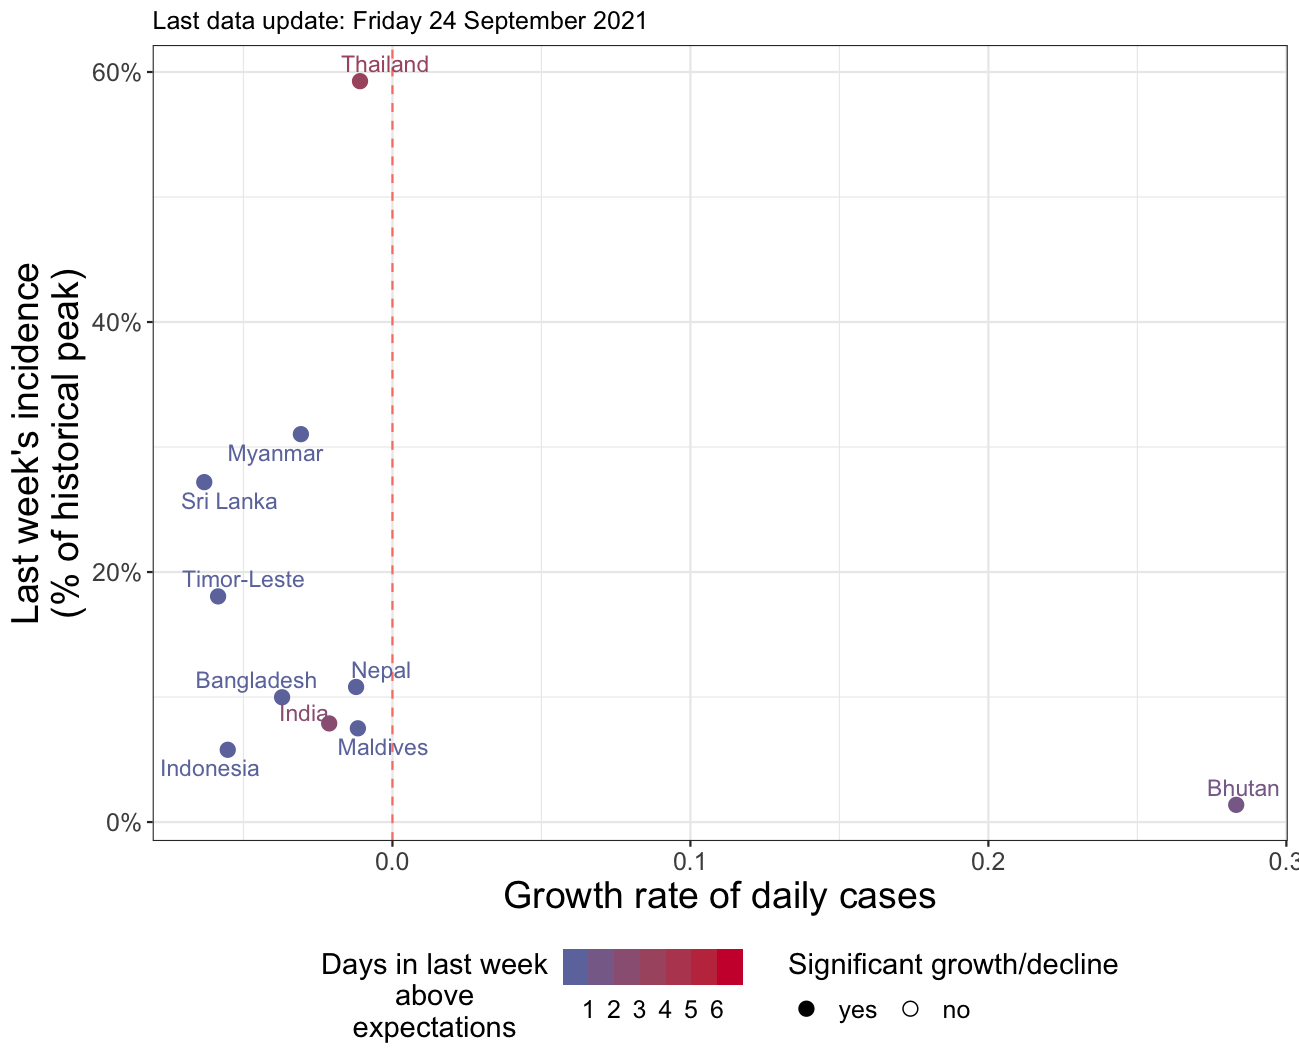 Last data update: Friday 24 September 2021
Last week's incidence
(% of historical peak)
60%
40%
20%
0%
Thailand
Myanmar
Sri Lanka
Timor-Leste
Nepal
Bangladesh
India
Maldives
Indonesia
Bhutan
0.0 0.1 0.2 0.3
Growth rate of daily cases
Days in last week
above
expectations
1 2 3 4 5 6
Significant growth/decline
yes no